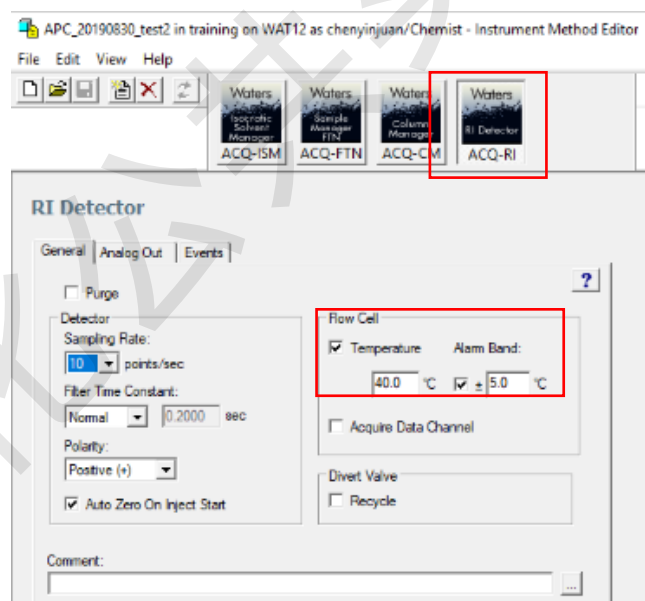 APC_20190830_test2 in training on WAT12 as chenyinjuan/Chemist - Instrument Method Editor
File Edit View Help
Waters Waters Waters Waters
Isocratic Solvent Manager Sample Manager FTN Column Manager RI Detector
ACQ-ISM ACQ-FTN ACQ-CM ACQ-RI
RI Detector
General Analog Out Events
?
Purge
Detector Flow Cell
Sampling Rate: Temperature Alarm Band:
10 points/sec 40.0 °C ± 5.0 °C
Filter Time Constant:
Normal 0.2000 sec Acquire Data Channel
Polarity:
Positive (+) Divert Valve
Auto Zero On Inject Start Recycle
Comment:
...